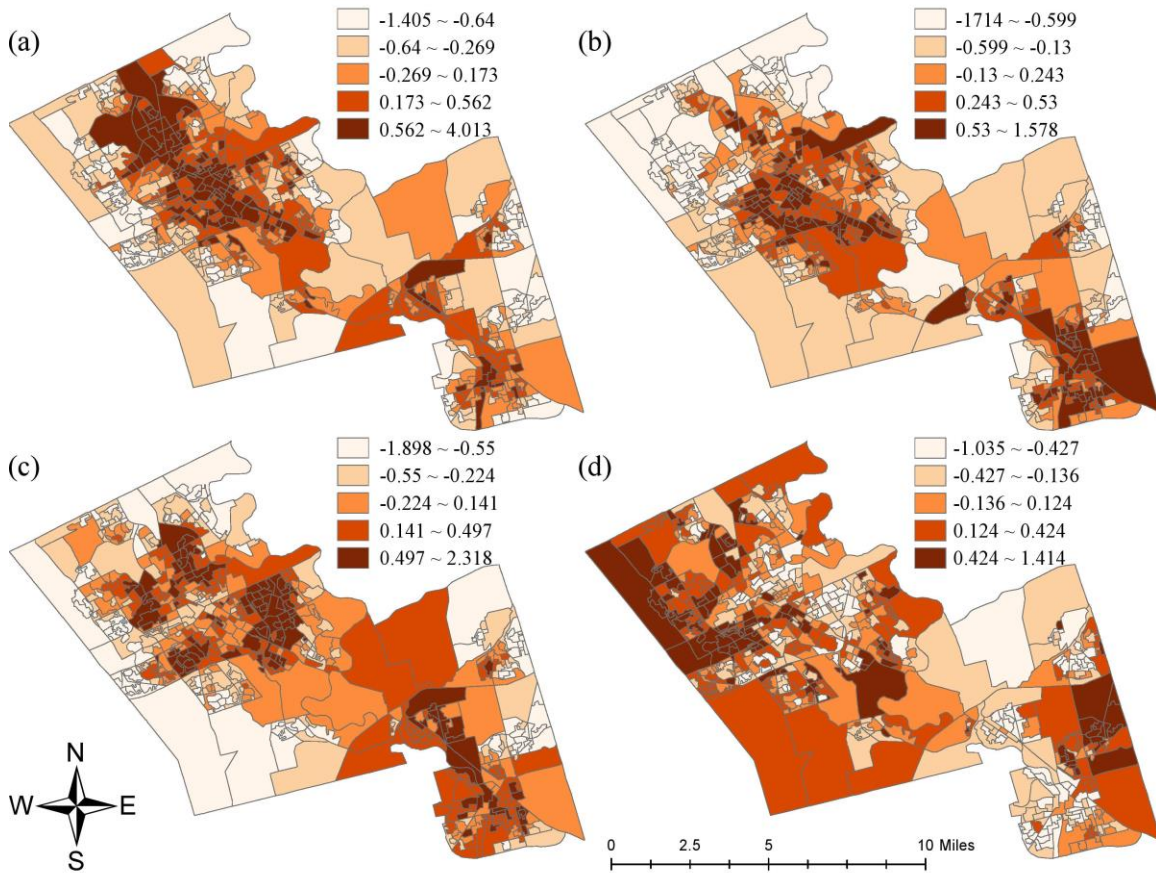 (a)
-1.405 ~ -0.64
-0.64 ~ -0.269
-0.269 ~ 0.173
0.173 ~ 0.562
0.562 ~ 4.013
(b)
-1714 ~ -0.599
-0.599 ~ -0.13
-0.13 ~ 0.243
0.243 ~ 0.53
0.53 ~ 1.578
(c)
-1.898 ~ -0.55
-0.55 ~ -0.224
-0.224 ~ 0.141
0.141 ~ 0.497
0.497 ~ 2.318
(d)
-1.035 ~ -0.427
-0.427 ~ -0.136
-0.136 ~ 0.124
0.124 ~ 0.424
0.424 ~ 1.414
N
W E
S
0 2.5 5 10 Miles